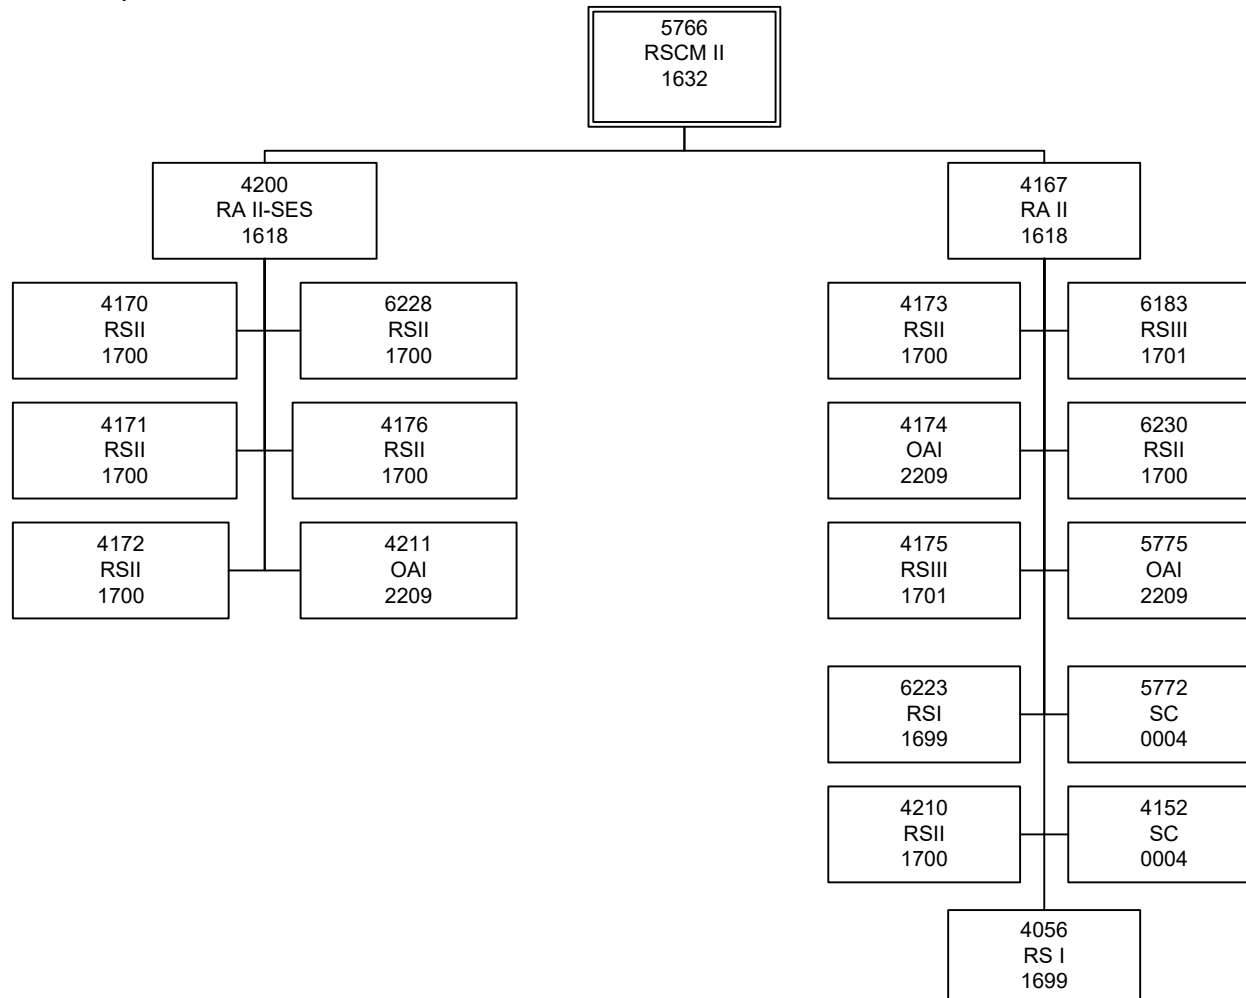 5766
RSCM II
1632
4200
RA II-SES
1618
4167
RA II
1618
4170
RSII
1700
6228
RSII
1700
4173
RSII
1700
6183
RSIII
1701
4171
RSII
1700
4176
RSII
1700
4174
OAI
2209
6230
RSII
1700
4172
RSII
1700
4211
OAI
2209
4175
RSIII
1701
5775
OAI
2209
6223
RSI
1699
5772
SC
0004
4210
RSII
1700
4152
SC
0004
4056
RS I
1699